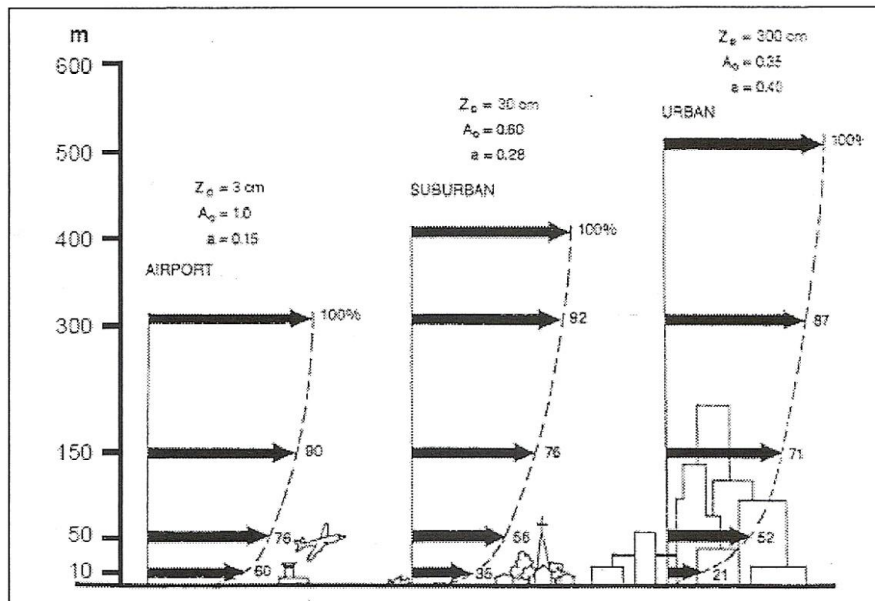 m
600
500
400
300
150
50
10
Z₀ = 3 cm
A₀ = 1.0
a = 0.15
AIRPORT
100%
90
76
60
Z₀ = 30 cm
A₀ = 0.60
a = 0.28
SUBURBAN
100%
92
76
56
35
Z₀ = 300 cm
A₀ = 0.35
a = 0.40
URBAN
100%
87
71
52
21